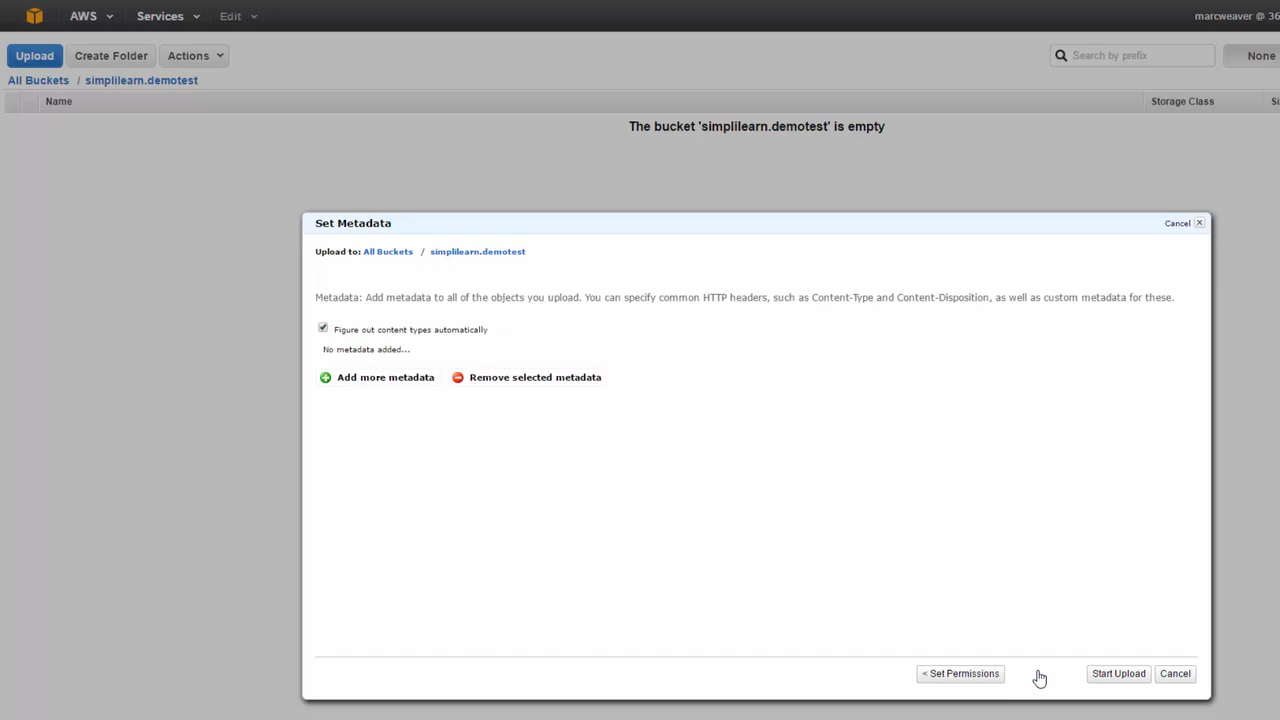 AWS Services Edit marcweaver @ 36
Upload Create Folder Actions Search by prefix None
All Buckets / simplilearn.demotest
Name Storage Class Si
The bucket 'simplilearn.demotest' is empty
Set Metadata Cancel
Upload to: All Buckets / simplilearn.demotest
Metadata: Add metadata to all of the objects you upload. You can specify common HTTP headers, such as Content-Type and Content-Disposition, as well as custom metadata for these.
Figure out content types automatically
No metadata added...
Add more metadata Remove selected metadata
< Set Permissions Start Upload Cancel